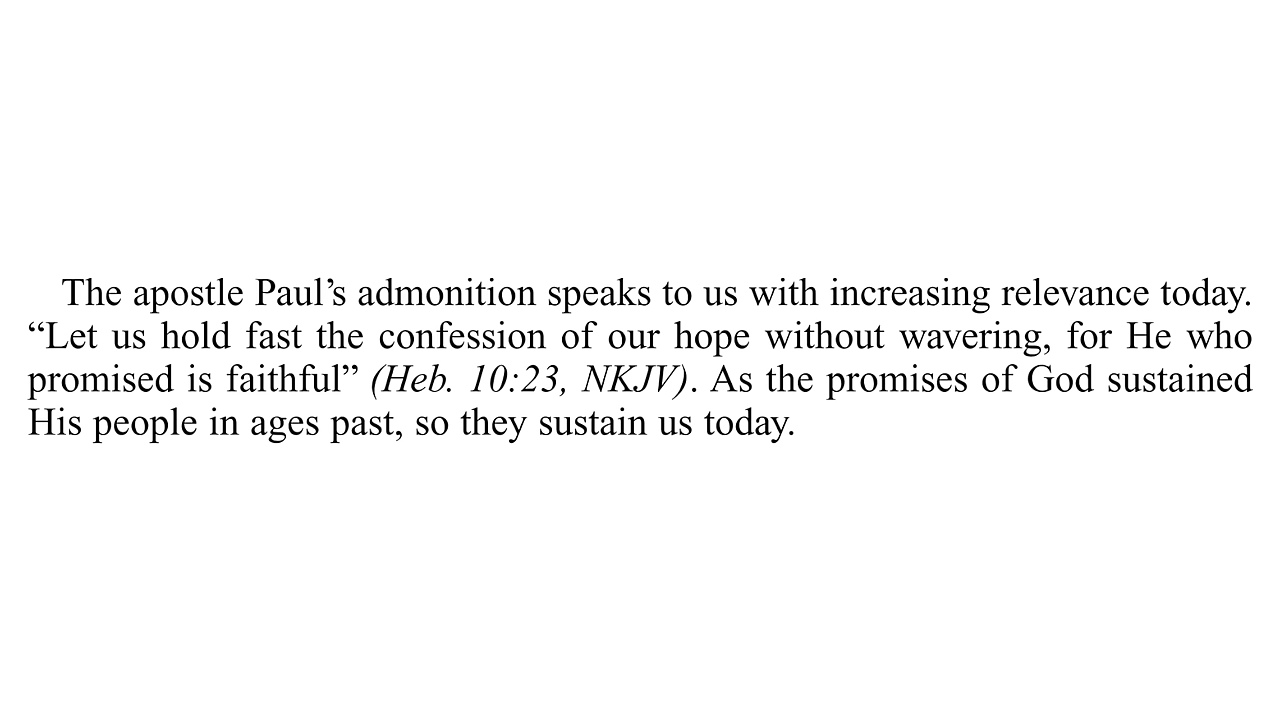 The apostle Paul’s admonition speaks to us with increasing relevance today.
“Let us hold fast the confession of our hope without wavering, for He who
promised is faithful” (Heb. 10:23, NKJV). As the promises of God sustained
His people in ages past, so they sustain us today.